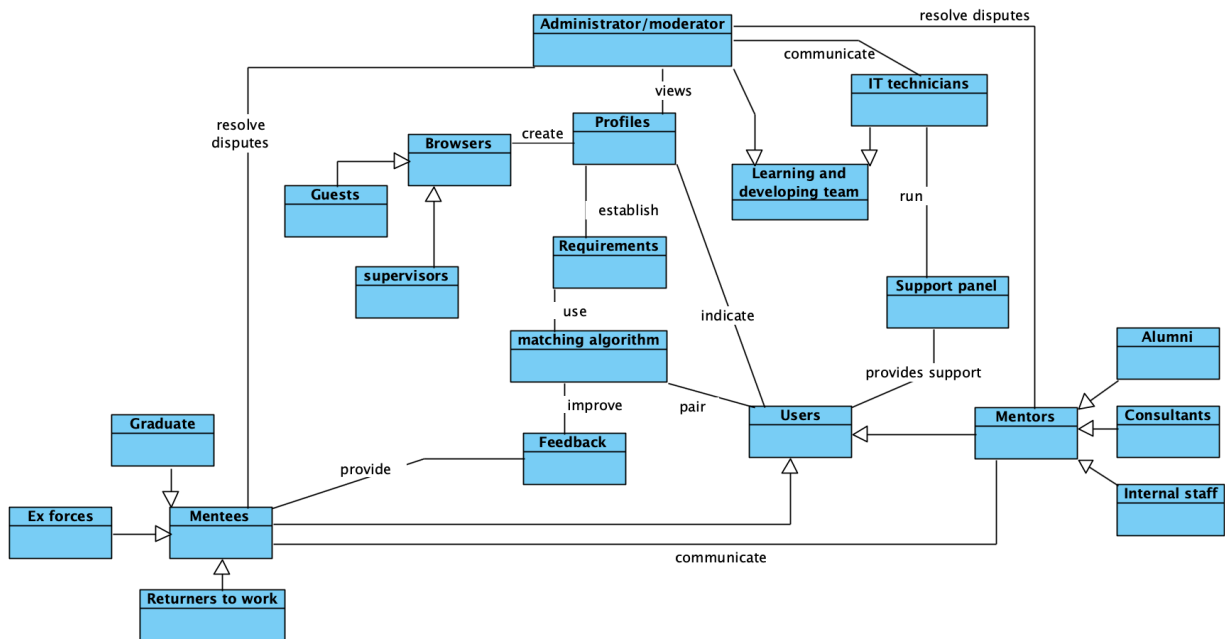 Administrator/moderator
resolve disputes
communicate
IT technicians
views
resolve
disputes
Profiles
create
Browsers
Learning and
developing team
Guests
run
establish
Requirements
supervisors
Support panel
use
indicate
matching algorithm
Alumni
provides support
improve
pair
Users
Mentors
Consultants
Graduate
Feedback
provide
Internal staff
Ex forces
Mentees
communicate
Returners to work